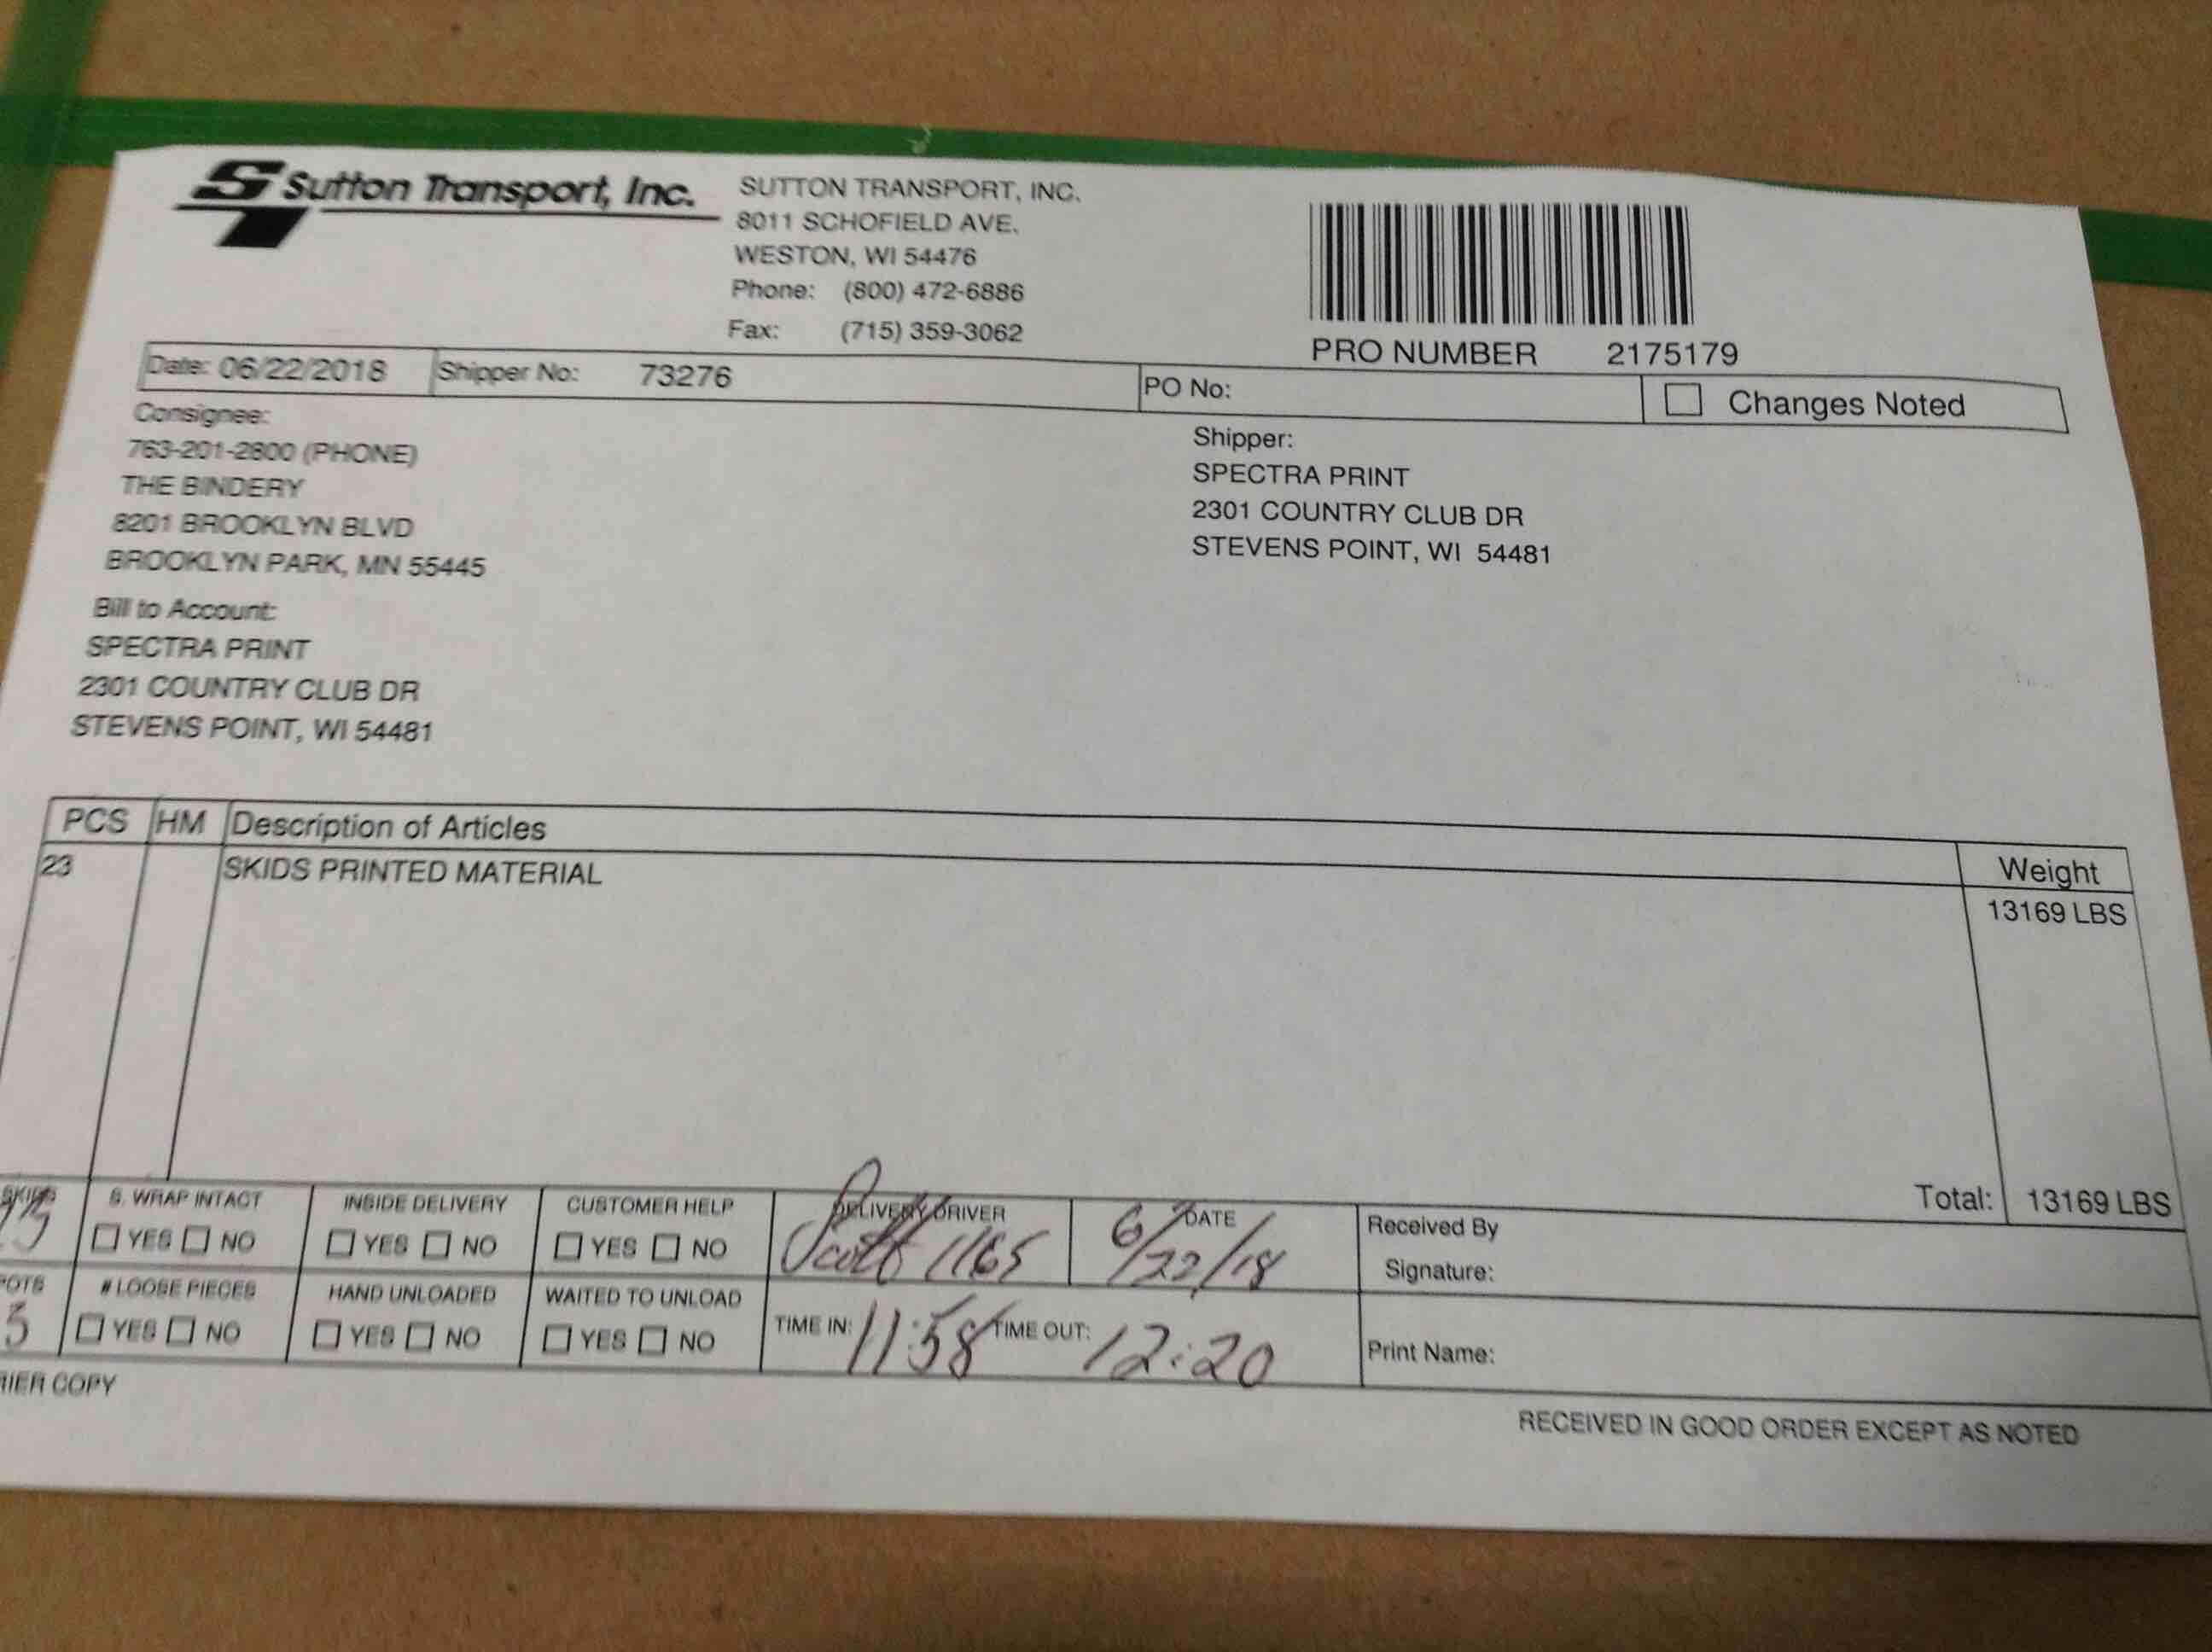 Sutton Transport, Inc.
SUTTON TRANSPORT, INC.
8011 SCHOFIELD AVE.
WESTON, WI 54476
Phone: (800) 472-6886
Fax: (715) 359-3062
PRO NUMBER 2175179
Date: 06/22/2018 Shipper No: 73276 PO No: Changes Noted
Consignee:
763-201-2800 (PHONE)
THE BINDERY
8201 BROOKLYN BLVD
BROOKLYN PARK, MN 55445
Shipper:
SPECTRA PRINT
2301 COUNTRY CLUB DR
STEVENS POINT, WI 54481
Bill to Account:
SPECTRA PRINT
2301 COUNTRY CLUB DR
STEVENS POINT, WI 54481
PCS HM Description of Articles Weight
23 SKIDS PRINTED MATERIAL 13169 LBS
Total: 13169 LBS
SKIDS S. WRAP INTACT INSIDE DELIVERY CUSTOMER HELP DELIVERY DRIVER DATE Received By
YES NO YES NO YES NO Scott 1165 6/22/18 Signature:
# LOOSE PIECES HAND UNLOADED WAITED TO UNLOAD
YES NO YES NO YES NO TIME IN: 11:58 TIME OUT: 12:20 Print Name:
RIER COPY
RECEIVED IN GOOD ORDER EXCEPT AS NOTED